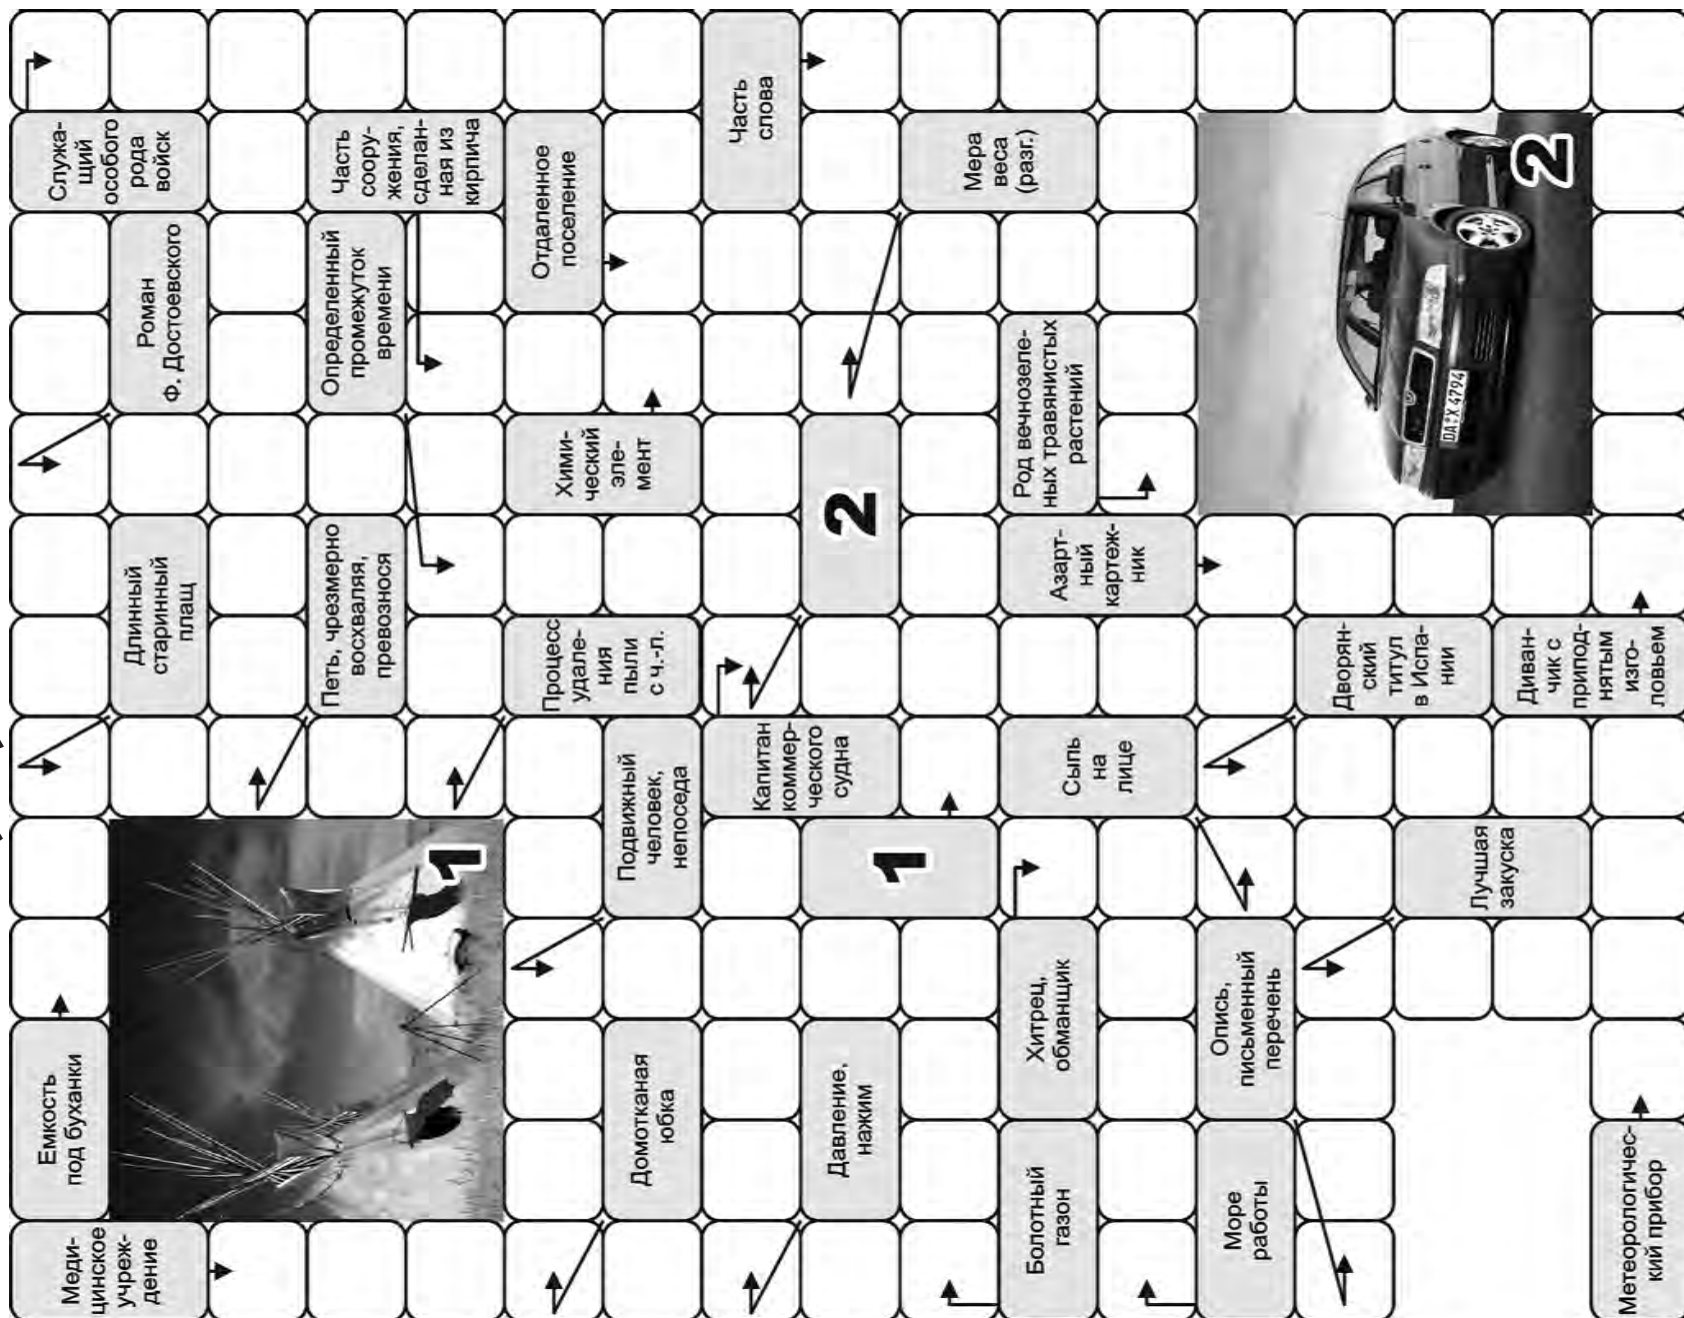 Меди-
цинское
учреж-
дение
Емкость
под буханки
Служа-
щий
особого
рода
войск
Длинный
старинный
плащ
Роман
Ф. Достоевского
Петь, чрезмерно
восхваляя,
превознося
Определенный
промежуток
времени
Часть
соору-
жения,
сделан-
ная из
кирпича
1
Процесс
удале-
ния
пыли
с ч.-л.
Хими-
ческий
эле-
мент
Отдаленное
поселение
Домотканая
юбка
Подвижный
человек,
непоседа
Капитан
коммер-
ческого
судна
Часть
слова
Давление,
нажим
1
2
Мера
веса
(разг.)
Болотный
газон
Хитрец,
обманщик
Сыпь
на
лице
Азарт-
ный
картеж-
ник
Род вечнозеле-
ных травянистых
растений
Море
работы
Опись,
письменный
перечень
Дворян-
ский
титул
в Испа-
нии
Лучшая
закуска
DA:X 4794
Диван-
чик с
припод-
нятым
изго-
ловьем
2
Метеорологичес-
кий прибор